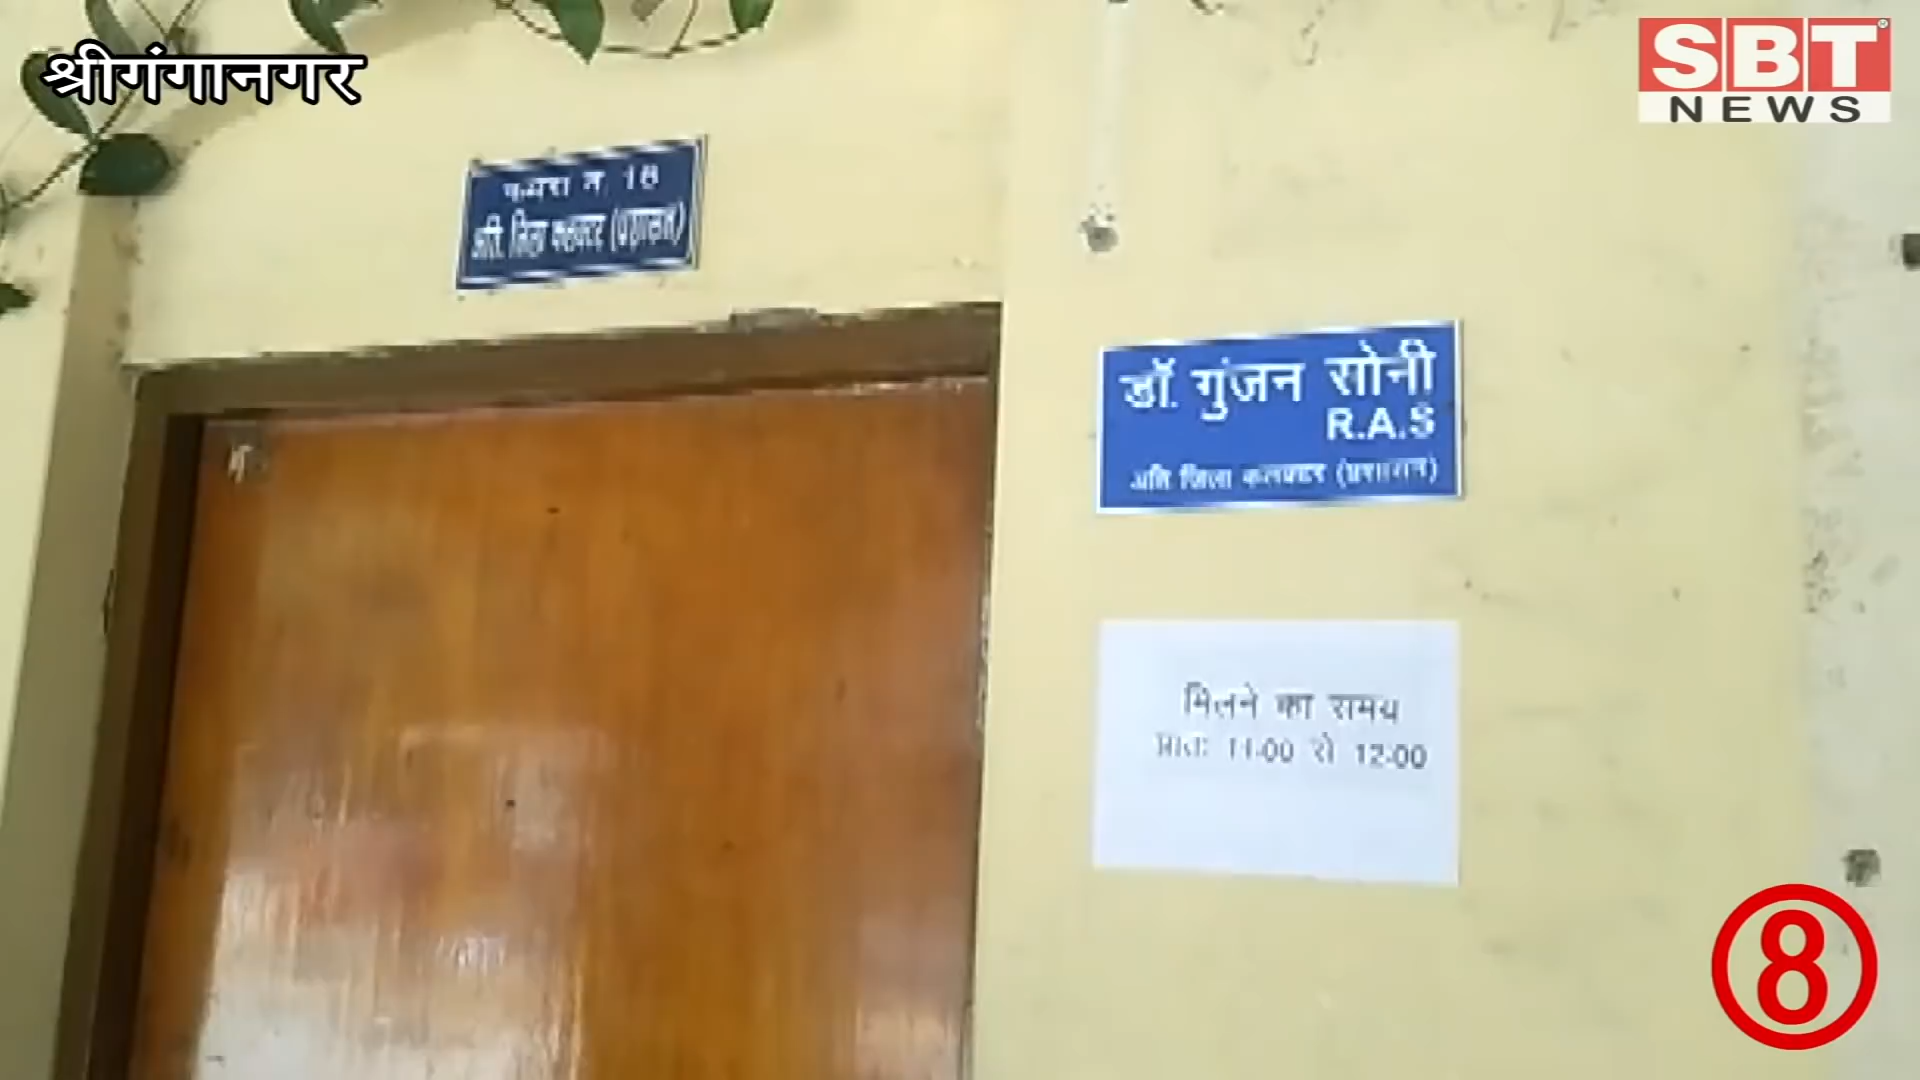 श्रीगंगानगर
SBT
NEWS
कमरा नं. 18
अति. जिला कलक्टर (प्रशासन)
डॉ. गुंजन सोनी
R.A.S
अति जिला कलक्टर (प्रशासन)
मिलने का समय
प्रातः 11.00 से 12.00
8